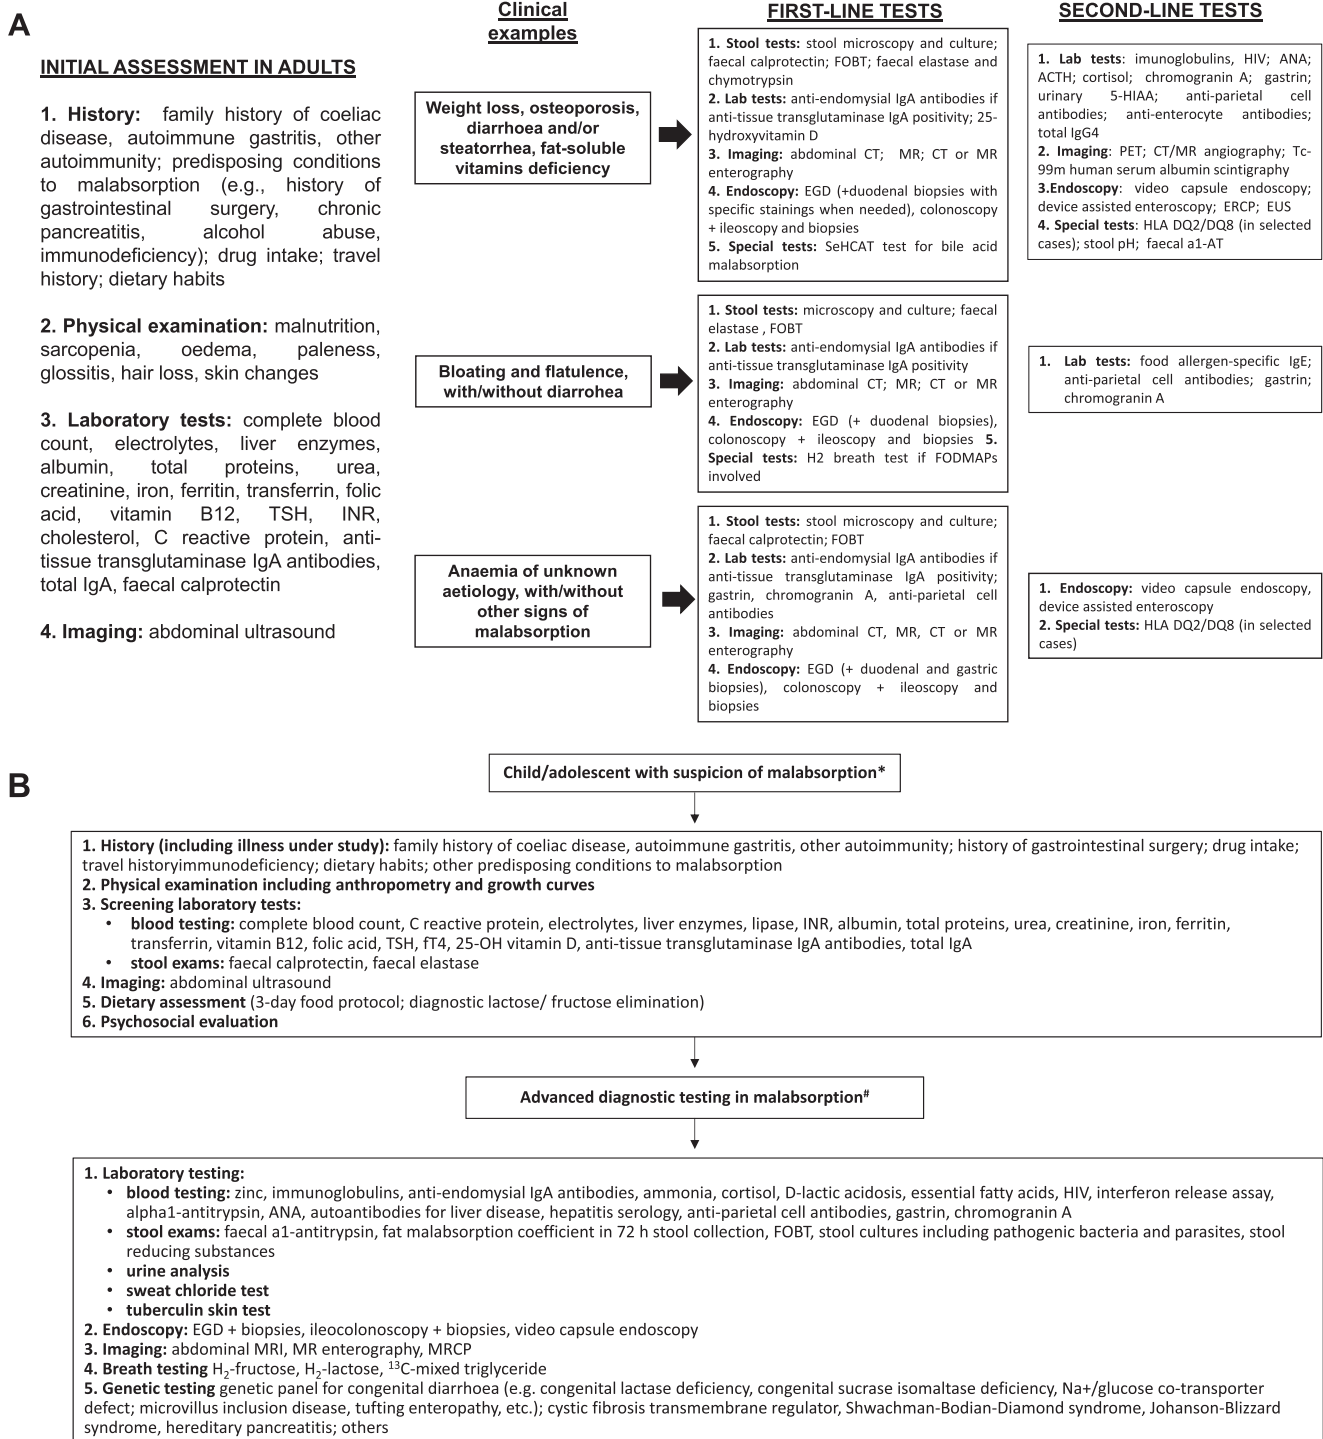 A
INITIAL ASSESSMENT IN ADULTS
1. History: family history of coeliac
disease, autoimmune gastritis, other
autoimmunity; predisposing conditions
to malabsorption (e.g., history of
gastrointestinal surgery, chronic
pancreatitis, alcohol abuse,
immunodeficiency); drug intake; travel
history; dietary habits
2. Physical examination: malnutrition,
sarcopenia, oedema, paleness,
glossitis, hair loss, skin changes
3. Laboratory tests: complete blood
count, electrolytes, liver enzymes,
albumin, total proteins, urea,
creatinine, iron, ferritin, transferrin, folic
acid, vitamin B12, TSH, INR,
cholesterol, C reactive protein, anti-
tissue transglutaminase IgA antibodies,
total IgA, faecal calprotectin
4. Imaging: abdominal ultrasound
Clinical
examples
FIRST-LINE TESTS
SECOND-LINE TESTS
Weight loss, osteoporosis,
diarrhoea and/or
steatorrhea, fat-soluble
vitamins deficiency
1. Stool tests: stool microscopy and culture;
faecal calprotectin; FOBT; faecal elastase and
chymotrypsin
2. Lab tests: anti-endomysial IgA antibodies if
anti-tissue transglutaminase IgA positivity; 25-
hydroxyvitamin D
3. Imaging: abdominal CT; MR; CT or MR
enterography
4. Endoscopy: EGD (+duodenal biopsies with
specific stainings when needed), colonoscopy
+ ileoscopy and biopsies
5. Special tests: SeHCAT test for bile acid
malabsorption
1. Lab tests: imunoglobulins, HIV; ANA;
ACTH; cortisol; chromogranin A; gastrin;
urinary 5-HIAA; anti-parietal cell
antibodies; anti-enterocyte antibodies;
total IgG4
2. Imaging: PET; CT/MR angiography; Tc-
99m human serum albumin scintigraphy
3.Endoscopy: video capsule endoscopy;
device assisted enteroscopy; ERCP; EUS
4. Special tests: HLA DQ2/DQ8 (in selected
cases); stool pH; faecal a1-AT
Bloating and flatulence,
with/without diarrohea
1. Stool tests: microscopy and culture; faecal
elastase , FOBT
2. Lab tests: anti-endomysial IgA antibodies if
anti-tissue transglutaminase IgA positivity
3. Imaging: abdominal CT; MR; CT or MR
enterography
4. Endoscopy: EGD (+ duodenal biopsies),
colonoscopy + ileoscopy and biopsies 5.
Special tests: H2 breath test if FODMAPs
involved
1. Lab tests: food allergen-specific IgE;
anti-parietal cell antibodies; gastrin;
chromogranin A
Anaemia of unknown
aetiology, with/without
other signs of
malabsorption
1. Stool tests: stool microscopy and culture;
faecal calprotectin; FOBT
2. Lab tests: anti-endomysial IgA antibodies if
anti-tissue transglutaminase IgA positivity;
gastrin, chromogranin A, anti-parietal cell
antibodies
3. Imaging: abdominal CT, MR, CT or MR
enterography
4. Endoscopy: EGD (+ duodenal and gastric
biopsies), colonoscopy + ileoscopy and
biopsies
1. Endoscopy: video capsule endoscopy,
device assisted enteroscopy
2. Special tests: HLA DQ2/DQ8 (in selected
cases)
B
Child/adolescent with suspicion of malabsorption*
1. History (including illness under study): family history of coeliac disease, autoimmune gastritis, other autoimmunity; history of gastrointestinal surgery; drug intake;
travel historyimmunodeficiency; dietary habits; other predisposing conditions to malabsorption
2. Physical examination including anthropometry and growth curves
3. Screening laboratory tests:
• blood testing: complete blood count, C reactive protein, electrolytes, liver enzymes, lipase, INR, albumin, total proteins, urea, creatinine, iron, ferritin,
transferrin, vitamin B12, folic acid, TSH, fT4, 25-OH vitamin D, anti-tissue transglutaminase IgA antibodies, total IgA
• stool exams: faecal calprotectin, faecal elastase
4. Imaging: abdominal ultrasound
5. Dietary assessment (3-day food protocol; diagnostic lactose/ fructose elimination)
6. Psychosocial evaluation
Advanced diagnostic testing in malabsorption#
1. Laboratory testing:
• blood testing: zinc, immunoglobulins, anti-endomysial IgA antibodies, ammonia, cortisol, D-lactic acidosis, essential fatty acids, HIV, interferon release assay,
alpha1-antitrypsin, ANA, autoantibodies for liver disease, hepatitis serology, anti-parietal cell antibodies, gastrin, chromogranin A
• stool exams: faecal a1-antitrypsin, fat malabsorption coefficient in 72 h stool collection, FOBT, stool cultures including pathogenic bacteria and parasites, stool
reducing substances
• urine analysis
• sweat chloride test
• tuberculin skin test
2. Endoscopy: EGD + biopsies, ileocolonoscopy + biopsies, video capsule endoscopy
3. Imaging: abdominal MRI, MR enterography, MRCP
4. Breath testing H2-fructose, H2-lactose, 13C-mixed triglyceride
5. Genetic testing genetic panel for congenital diarrhoea (e.g. congenital lactase deficiency, congenital sucrase isomaltase deficiency, Na+/glucose co-transporter
defect; microvillus inclusion disease, tufting enteropathy, etc.); cystic fibrosis transmembrane regulator, Shwachman-Bodian-Diamond syndrome, Johanson-Blizzard
syndrome, hereditary pancreatitis; others